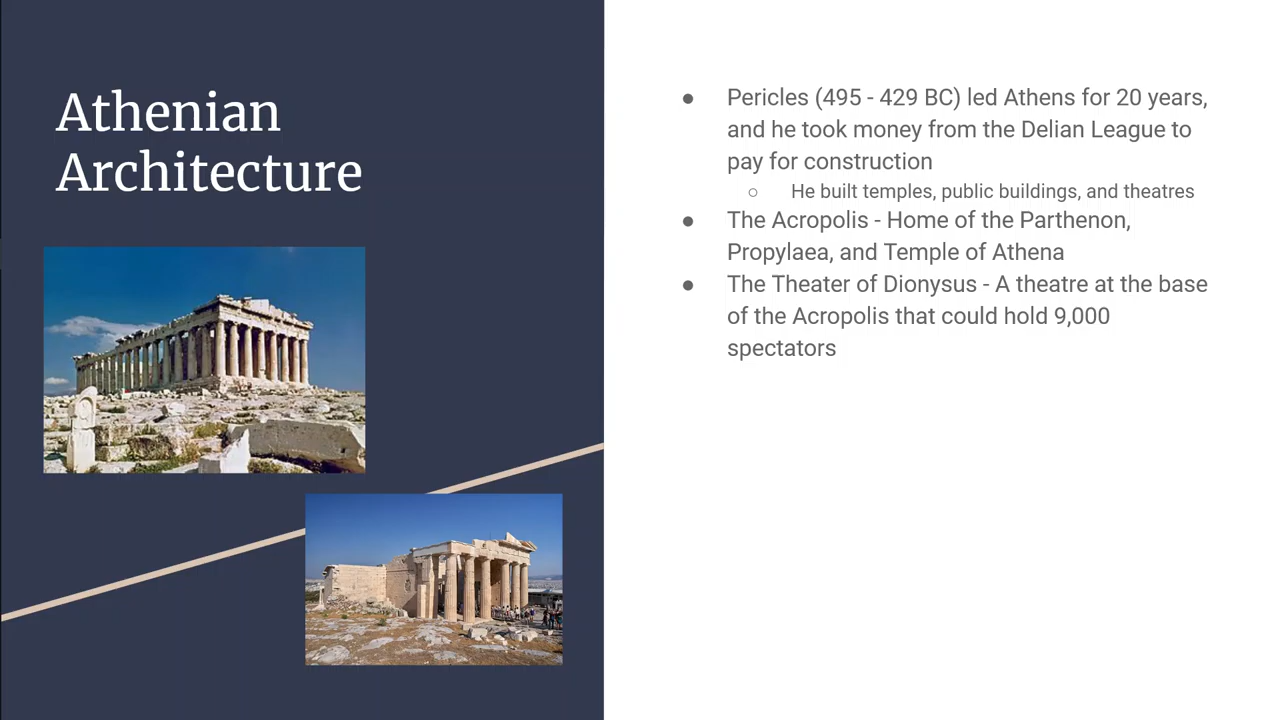 Athenian
Architecture
● Pericles (495 - 429 BC) led Athens for 20 years,
and he took money from the Delian League to
pay for construction
○ He built temples, public buildings, and theatres
● The Acropolis - Home of the Parthenon,
Propylaea, and Temple of Athena
● The Theater of Dionysus - A theatre at the base
of the Acropolis that could hold 9,000
spectators